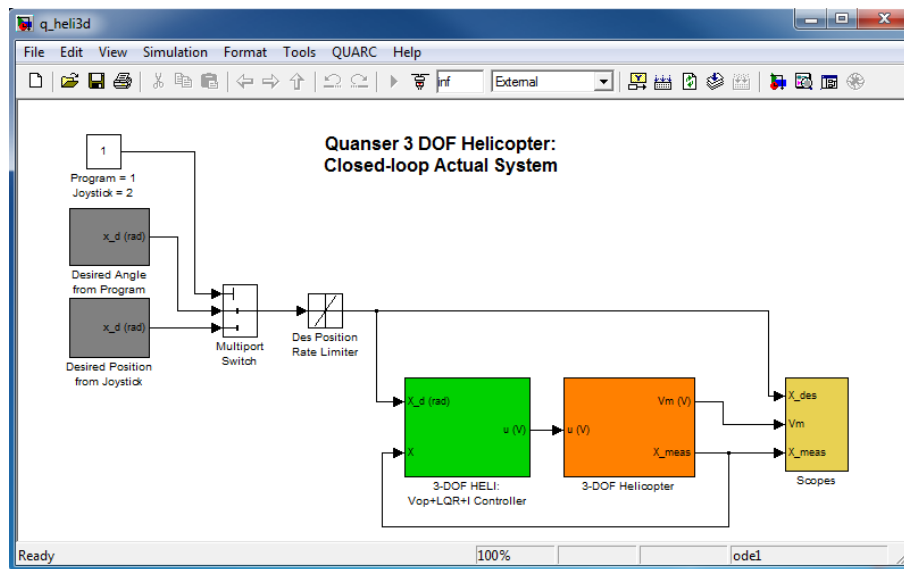 q_heli3d
File Edit View Simulation Format Tools QUARC Help
inf
External
Quanser 3 DOF Helicopter:
Closed-loop Actual System
1
Program = 1
Joystick = 2
x_d (rad)
Desired Angle
from Program
x_d (rad)
Desired Position
from Joystick
Multiport
Switch
Des Position
Rate Limiter
X_d (rad)
X
u (V)
3-DOF HELI:
Vop+LQR+I Controller
u (V)
Vm (V)
X_meas
3-DOF Helicopter
X_des
Vm
X_meas
Scopes
Ready
100%
ode1